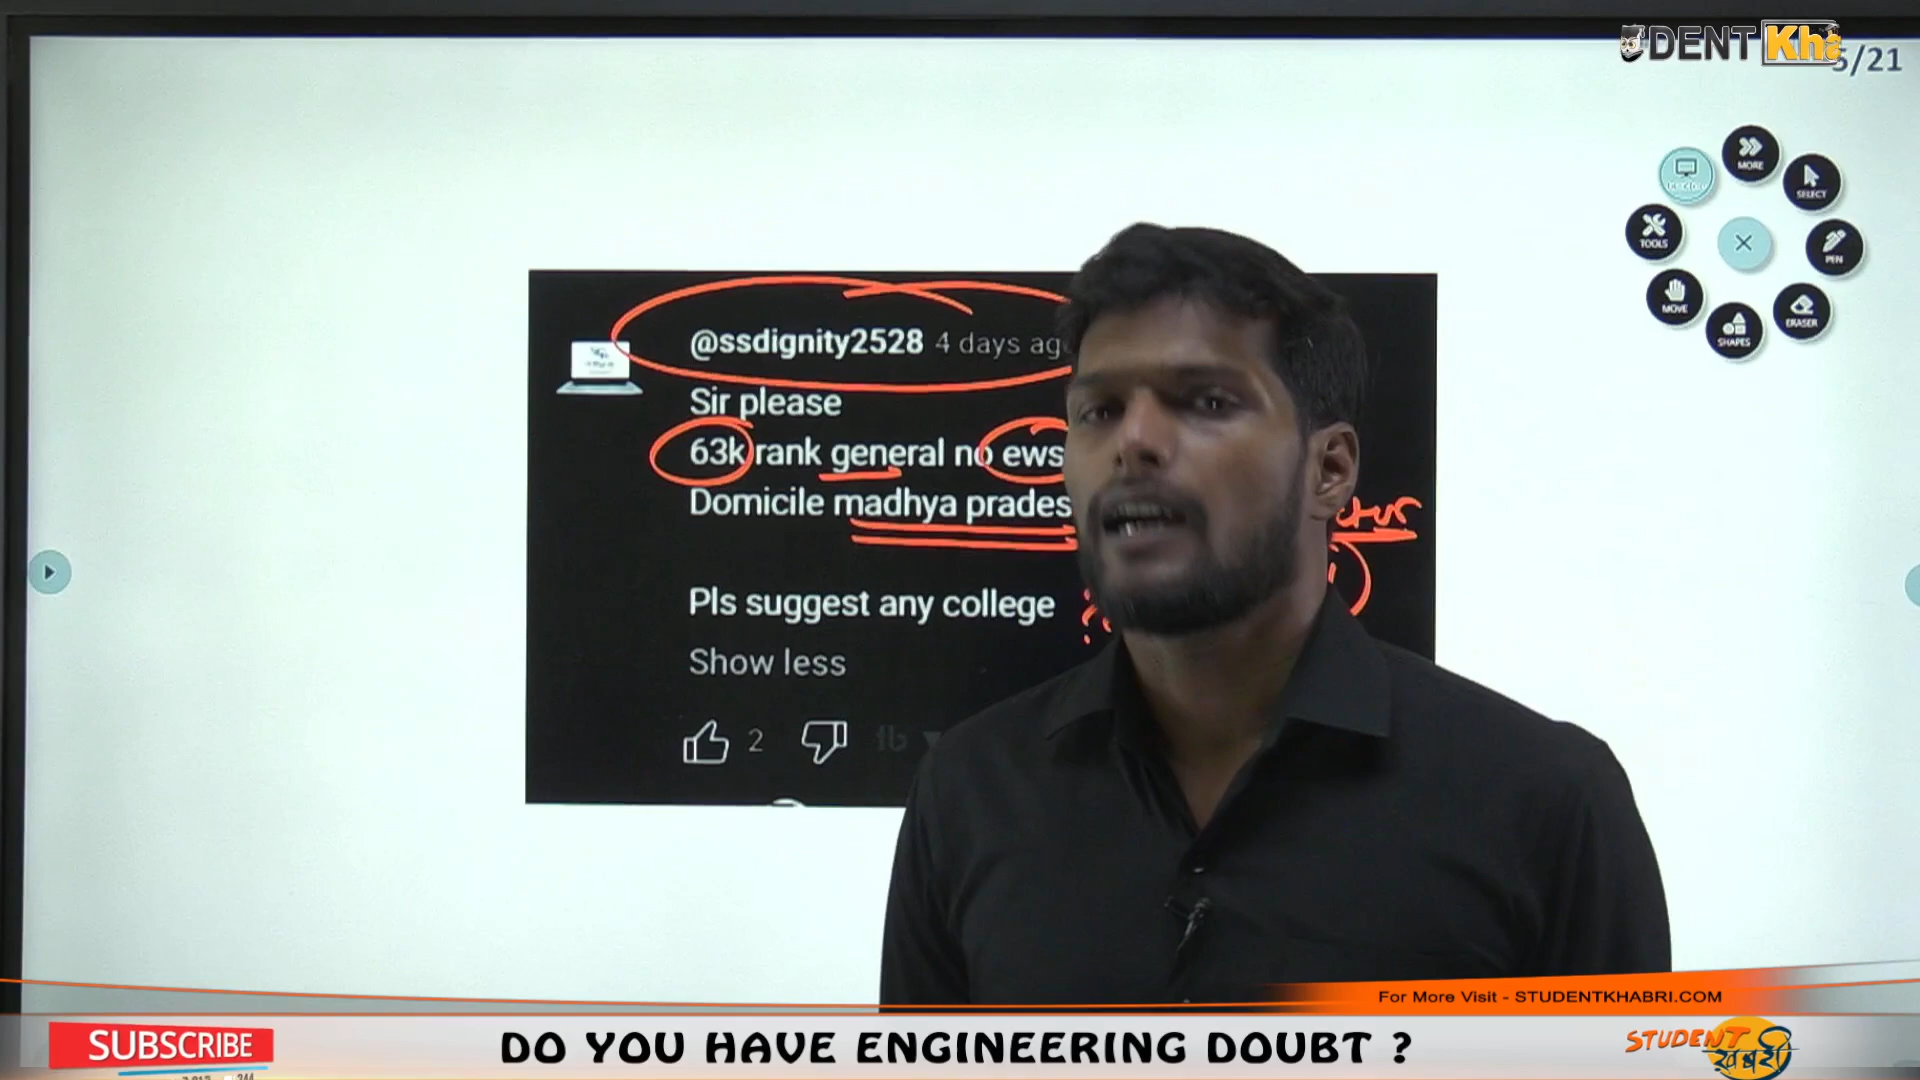 DENT Kha
5/21
MORE
SELECT
TOOLS
PEN
MOVE
ERASER
SHAPES
@ssdignity2528 4 days ag
Sir please
63k rank general no ews
Domicile madhya prades
Pls suggest any college
Show less
2
For More Visit - STUDENTKHABRI.COM
SUBSCRIBE
DO YOU HAVE ENGINEERING DOUBT ?
STUDENT
खबरी